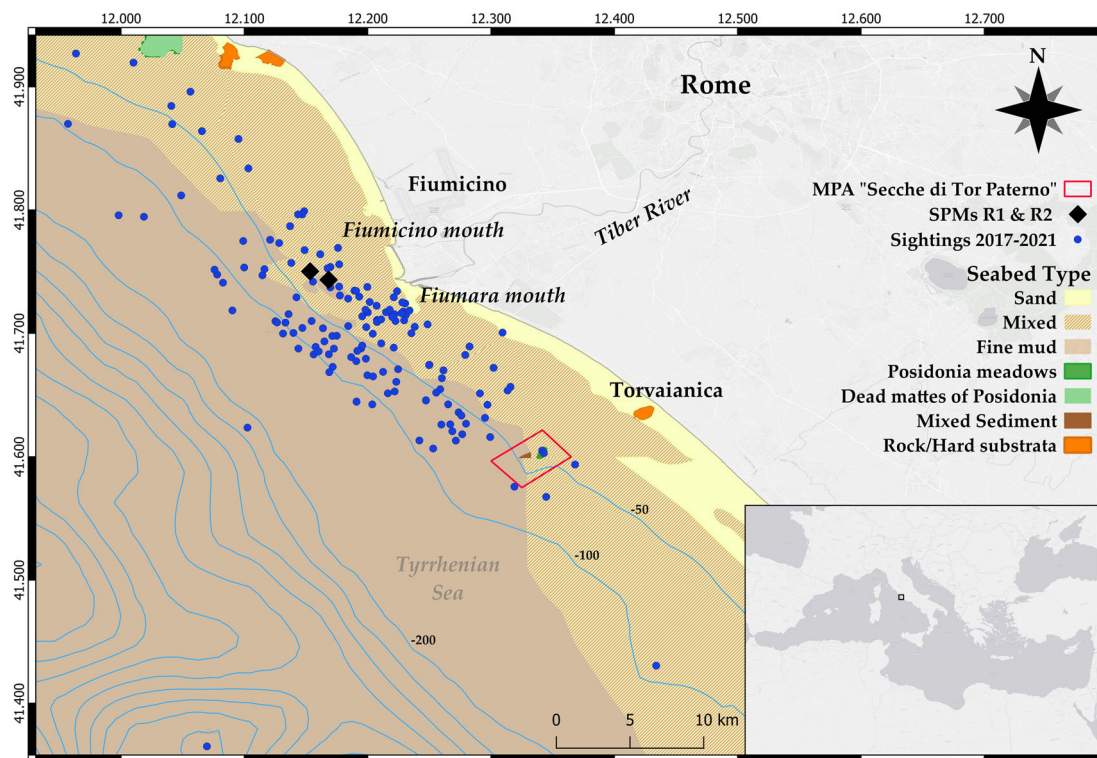 12.000 12.100 12.200 12.300 12.400 12.500 12.600 12.700
41.900
41.800
41.700
41.600
41.500
41.400
N
Rome
Fiumicino
Tiber River
Fiumicino mouth
Fiumara mouth
Torvaianica
MPA "Secche di Tor Paterno"
SPMs R1 & R2
Sightings 2017-2021
Seabed Type
Sand
Mixed
Fine mud
Posidonia meadows
Dead mattes of Posidonia
Mixed Sediment
Rock/Hard substrata
-50
-100
-200
Tyrrhenian
Sea
0 5 10 km